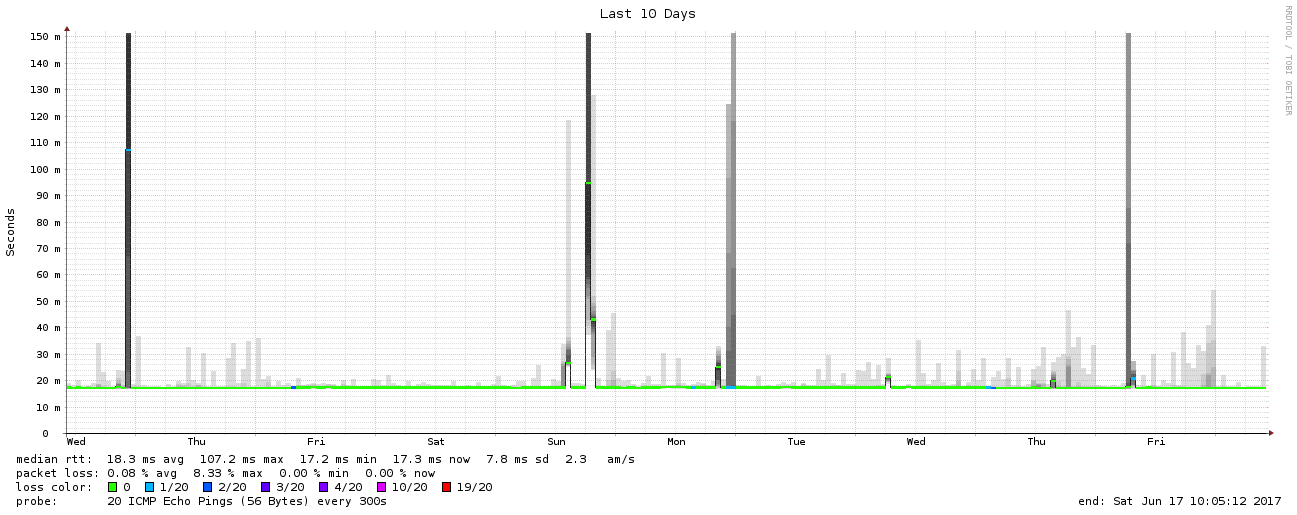 Last 10 Days
RRDTOOL / TOBI OETIKER
Seconds
150 m
140 m
130 m
120 m
110 m
100 m
90 m
80 m
70 m
60 m
50 m
40 m
30 m
20 m
10 m
0
Wed Thu Fri Sat Sun Mon Tue Wed Thu Fri
median rtt: 18.3 ms avg 107.2 ms max 17.2 ms min 17.3 ms now 7.8 ms sd 2.3 am/s
packet loss: 0.08 % avg 8.33 % max 0.00 % min 0.00 % now
loss color: 0 1/20 2/20 3/20 4/20 10/20 19/20
probe: 20 ICMP Echo Pings (56 Bytes) every 300s end: Sat Jun 17 10:05:12 2017